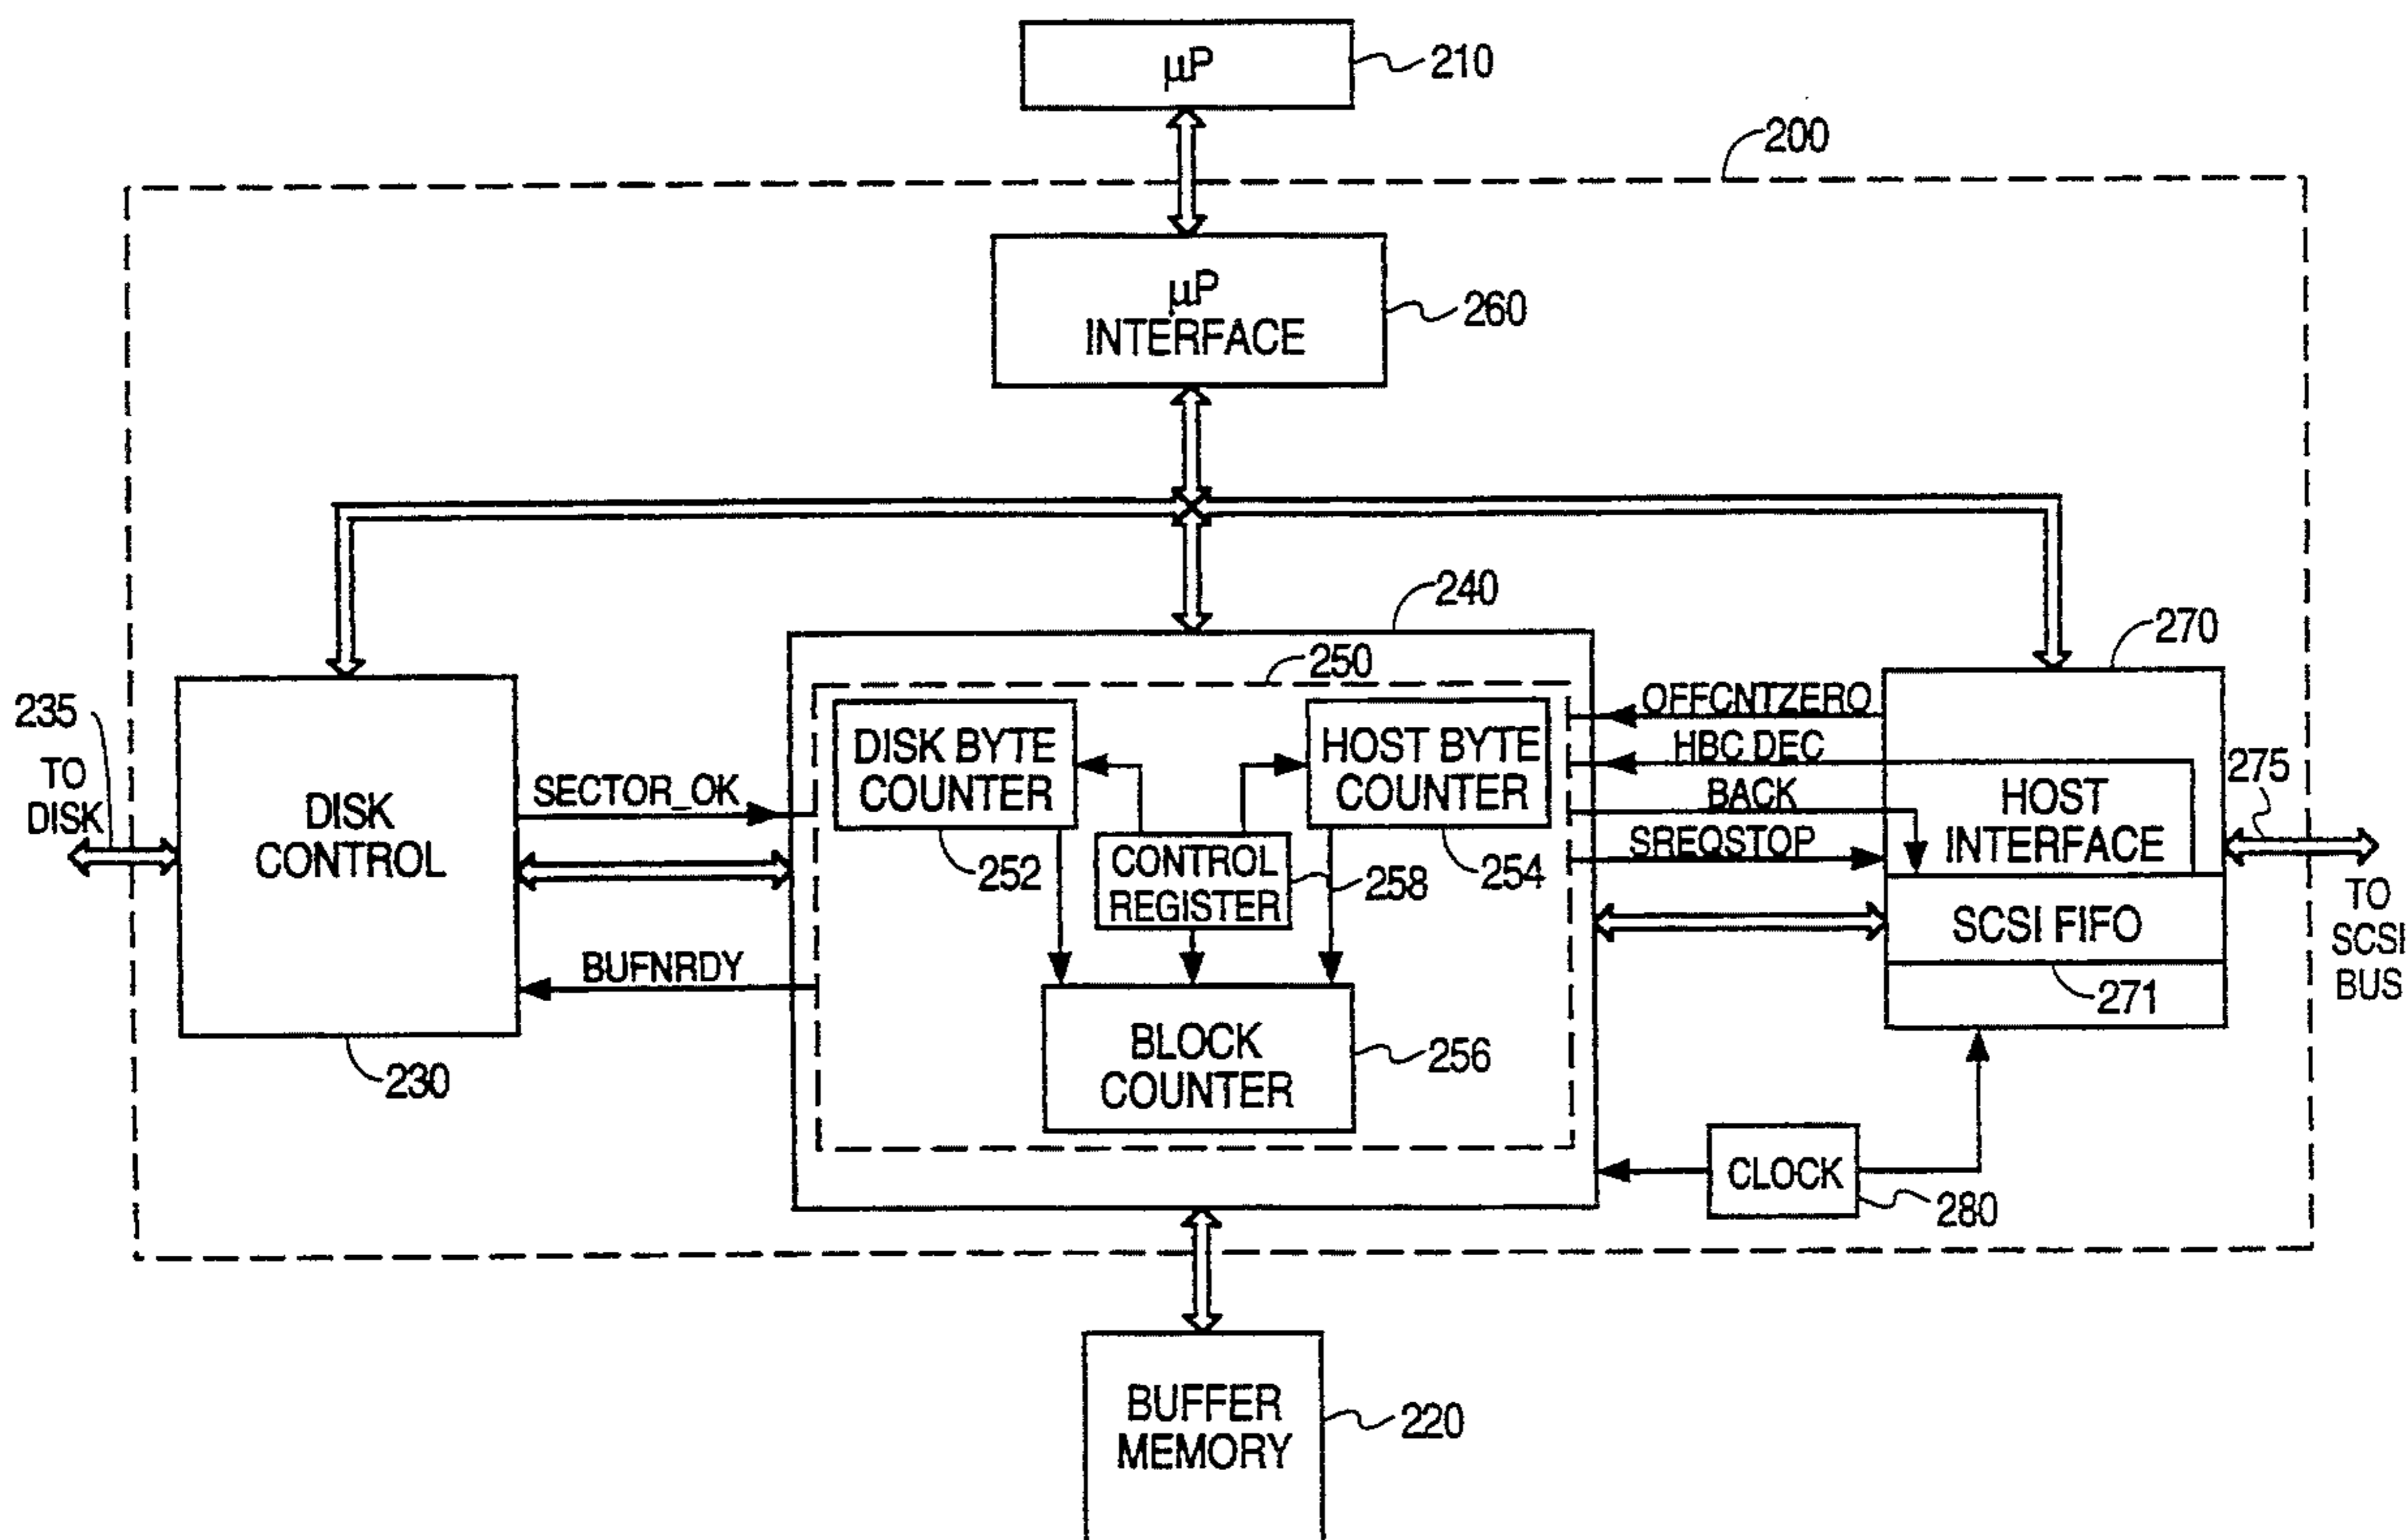 µP
210
200
µP
INTERFACE
260
240
250
270
235
TO
DISK
DISK
CONTROL
230
SECTOR_OK
BUFNRDY
DISK BYTE
COUNTER
252
HOST BYTE
COUNTER
254
CONTROL
REGISTER
258
BLOCK
COUNTER
256
OFFCNTZERO
HBC DEC
BACK
SREQSTOP
HOST
INTERFACE
SCSI FIFO
271
275
TO
SCSI
BUS
CLOCK
280
BUFFER
MEMORY
220